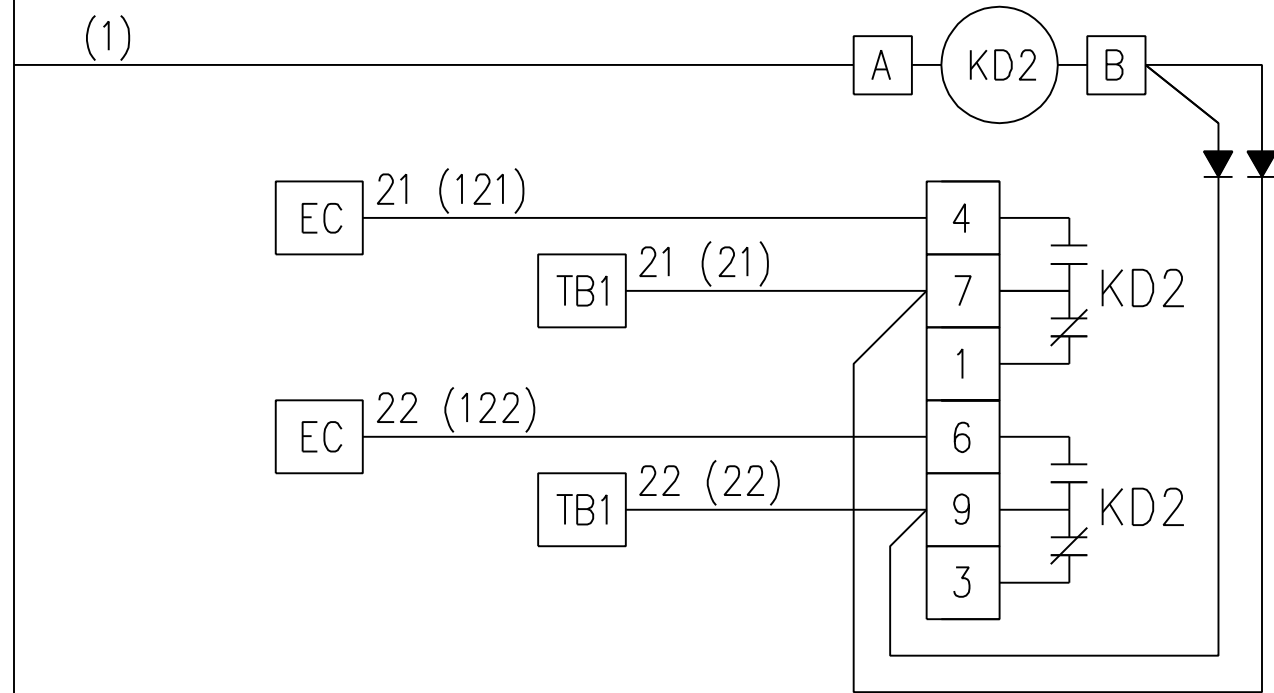 (1)
A KD2 B
21 (121)
EC 4
21 (21)
TB1 7 KD2
1
22 (122)
EC 6
22 (22)
TB1 9 KD2
3